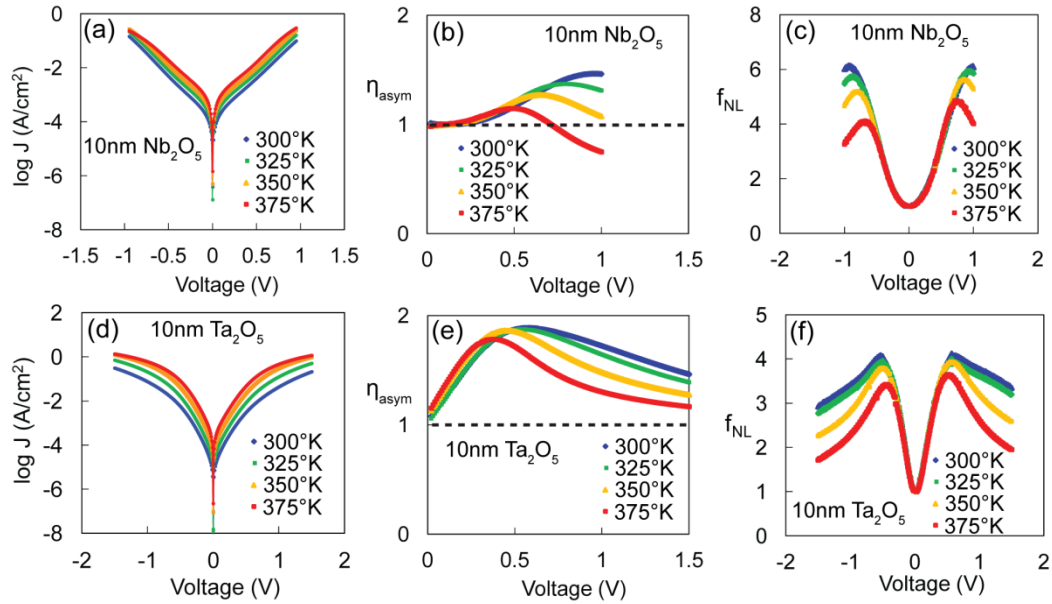 (a)
0
-2
-4
-6
-8
log J (A/cm²)
10nm Nb₂O₅
300°K
325°K
350°K
375°K
-1.5 -1 -0.5 0 0.5 1 1.5
Voltage (V)
(b)
10nm Nb₂O₅
2
1
0
η_asym
300°K
325°K
350°K
375°K
0 0.5 1 1.5
Voltage (V)
(c)
10nm Nb₂O₅
8
6
4
2
0
f_NL
300°K
325°K
350°K
375°K
-2 -1 0 1 2
Voltage (V)
(d)
10nm Ta₂O₅
2
0
-2
-4
-6
-8
log J (A/cm²)
300°K
325°K
350°K
375°K
-2 -1 0 1 2
Voltage (V)
(e)
2
1
0
η_asym
10nm Ta₂O₅
300°K
325°K
350°K
375°K
0 0.5 1 1.5
Voltage (V)
(f)
5
4
3
2
1
0
f_NL
300°K
325°K
350°K
375°K
10nm Ta₂O₅
-2 -1 0 1 2
Voltage (V)